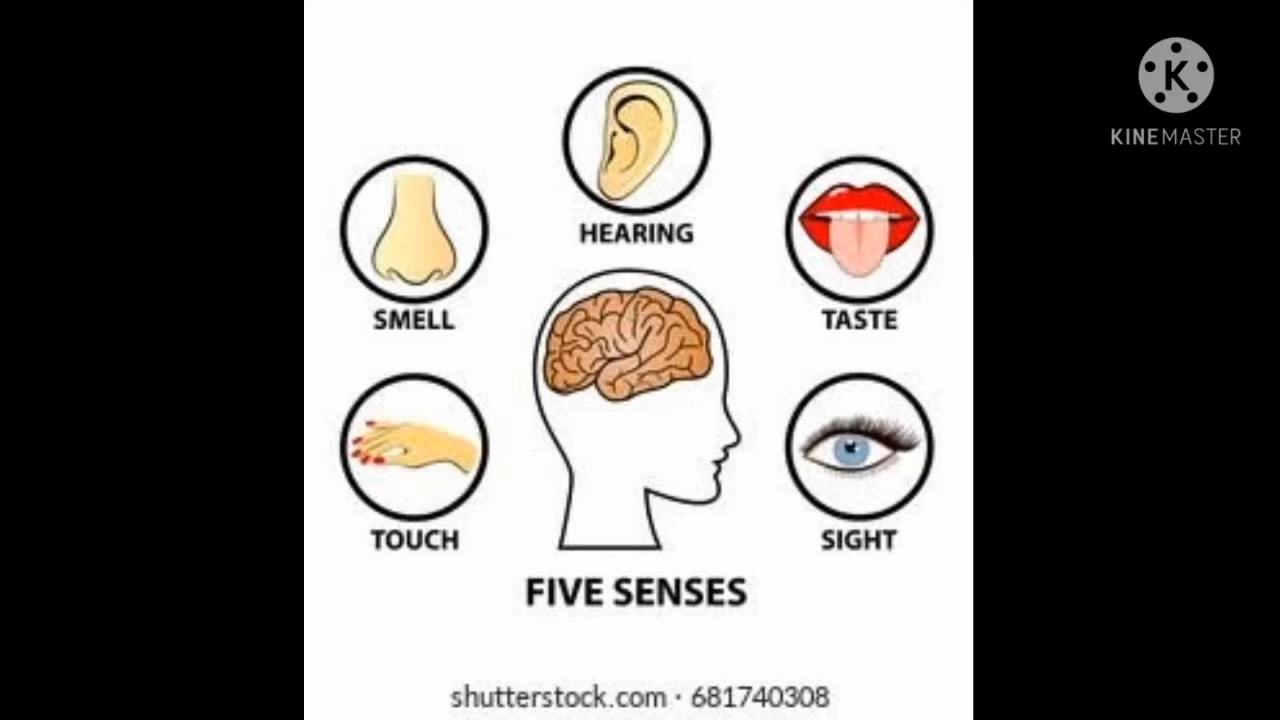 HEARING
SMELL
TASTE
TOUCH
SIGHT
FIVE SENSES
shutterstock.com · 681740308
K
KINEMASTER